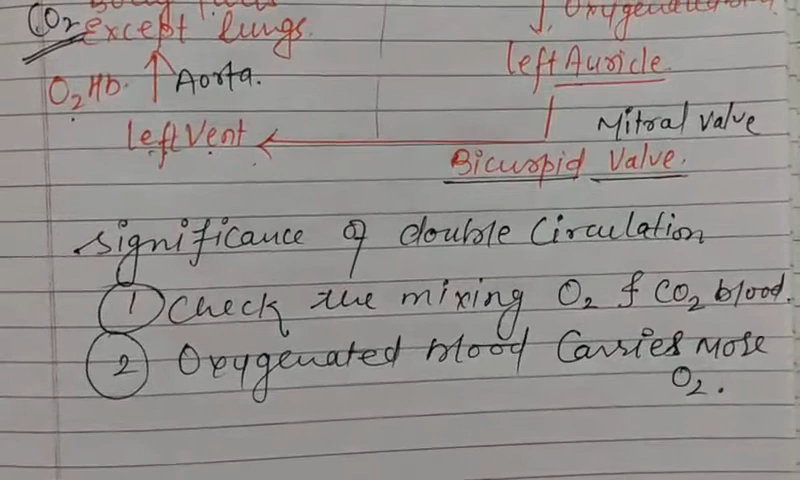 CO2 except lungs.
Oxygenated
left Auricle
O2Hb. Aorta.
Mitral valve
left Vent
Bicuspid Valve.
Significance of double Circulation
1 Check the mixing O2 & CO2 blood.
2 Oxygenated blood Carries More
O2.